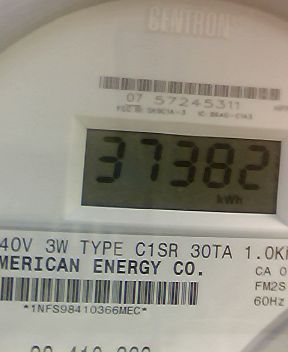 CENTRON
07 57245311
37382
kWh
40V 3W TYPE C1SR 30TA 1.0K
MERICAN ENERGY CO.
CA 0
FM2S
60Hz
*1NFS98410366MEC*